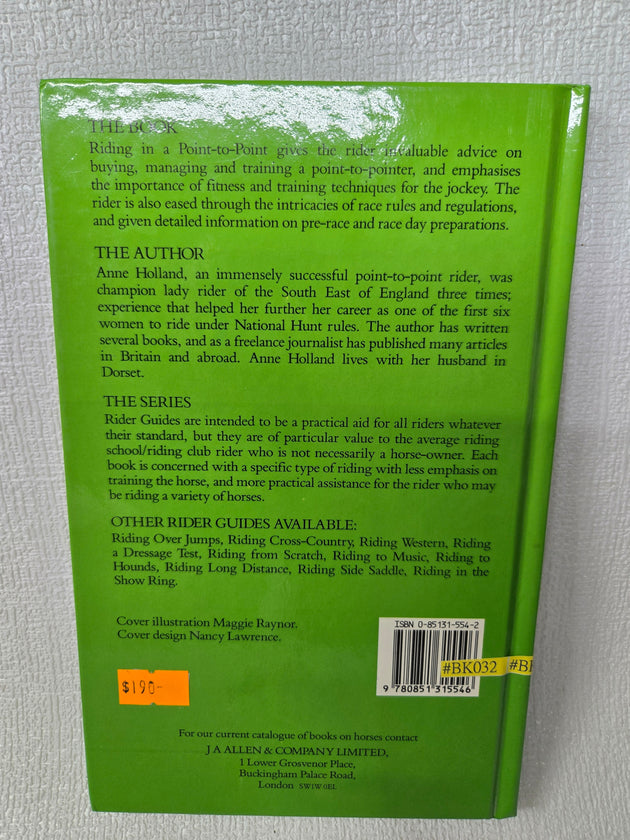 THE BOOK
Riding in a Point-to-Point gives the rider invaluable advice on
buying, managing and training a point-to-pointer, and emphasises
the importance of fitness and training techniques for the jockey. The
rider is also eased through the intricacies of race rules and regulations,
and given detailed information on pre-race and race day preparations.
THE AUTHOR
Anne Holland, an immensely successful point-to-point rider, was
champion lady rider of the South East of England three times;
experience that helped her further her career as one of the first six
women to ride under National Hunt rules. The author has written
several books, and as a freelance journalist has published many articles
in Britain and abroad. Anne Holland lives with her husband in
Dorset.
THE SERIES
Rider Guides are intended to be a practical aid for all riders whatever
their standard, but they are of particular value to the average riding
school/riding club rider who is not necessarily a horse-owner. Each
book is concerned with a specific type of riding with less emphasis on
training the horse, and more practical assistance for the rider who may
be riding a variety of horses.
OTHER RIDER GUIDES AVAILABLE:
Riding Over Jumps, Riding Cross-Country, Riding Western, Riding
a Dressage Test, Riding from Scratch, Riding to Music, Riding to
Hounds, Riding Long Distance, Riding Side Saddle, Riding in the
Show Ring.
Cover illustration Maggie Raynor.
Cover design Nancy Lawrence.
ISBN 0-85131-554-2
#BK032 #B
9 780851 315546
$190-
For our current catalogue of books on horses contact
J A ALLEN & COMPANY LIMITED,
1 Lower Grosvenor Place,
Buckingham Palace Road,
London SW1W 0EL